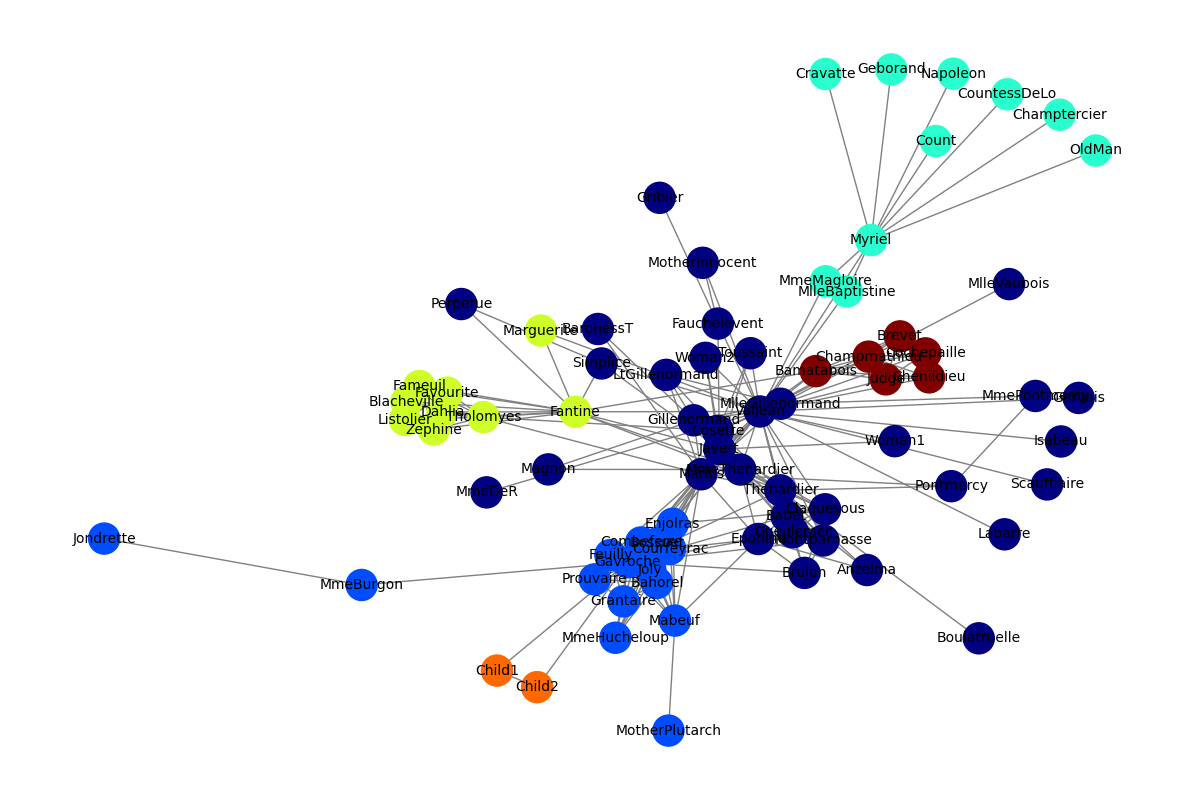 Cravatte
Geborand
Napoleon
CountessDeLo
Champtercier
Count
OldMan
Gribier
Myriel
MotherInnocent
MmeMagloire
MlleVaubois
MlleBaptistine
Perpetue
Marguerite
BaronessT
Fauchelevent
Brevet
Woman2
Toussaint
Champmathieu
Cochepaille
Simplice
LtGillenormand
Bamatabois
Judge
Chenildieu
Fameuil
Favourite
Blacheville
MmePontmercy
Gervais
MlleGillenormand
Dahlia
Tholomyes
Fantine
Valjean
Listolier
Gillenormand
Zephine
Cosette
Woman1
Isabeau
Javert
Magnon
Marius
MmeThenardier
MmeDeR
Thenardier
Pontmercy
Scaufflaire
Claquesous
Babet
Enjolras
Gueulemer
Labarre
Jondrette
Combeferre
Bossuet
Eponine
Montparnasse
Courfeyrac
Feuilly
Gavroche
Joly
Anzelma
Brujon
Prouvaire
MmeBurgon
Bahorel
Grantaire
Mabeuf
MmeHucheloup
Boulatruelle
Child1
Child2
MotherPlutarch